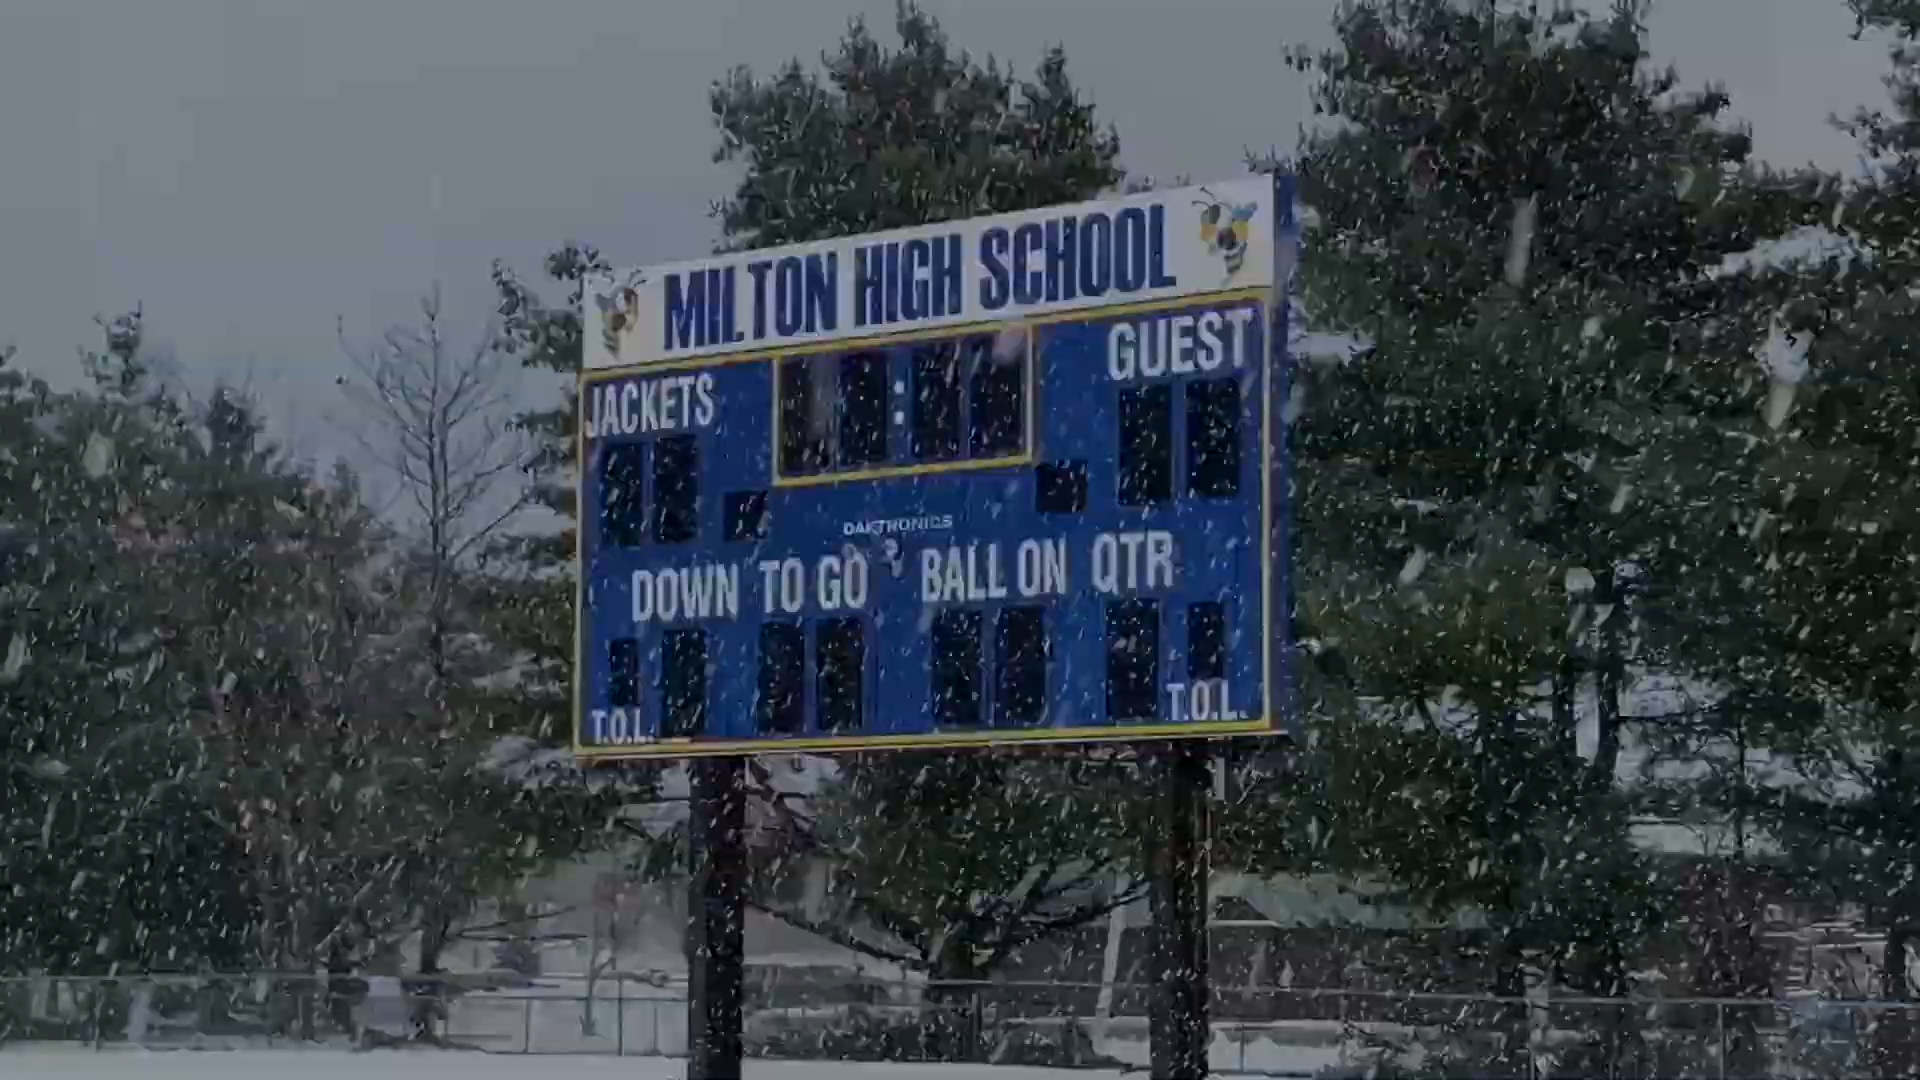 MILTON HIGH SCHOOL
JACKETS
GUEST
DAKTRONICS
DOWN TO GO BALL ON QTR
T.O.L.
T.O.L.